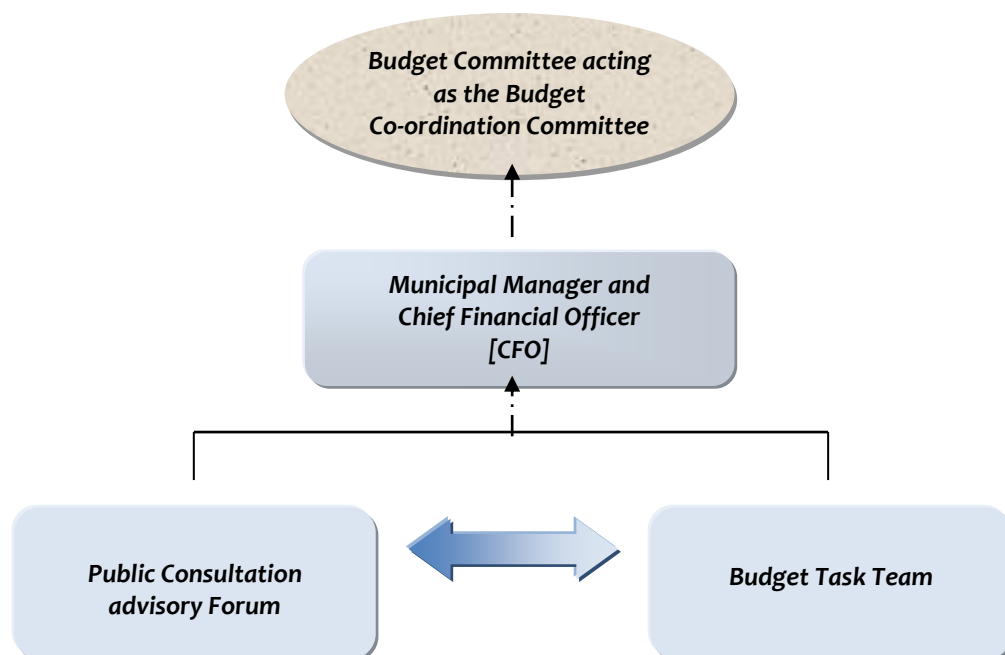 Budget Committee acting
as the Budget
Co-ordination Committee
Municipal Manager and
Chief Financial Officer
[CFO]
Public Consultation
advisory Forum
Budget Task Team